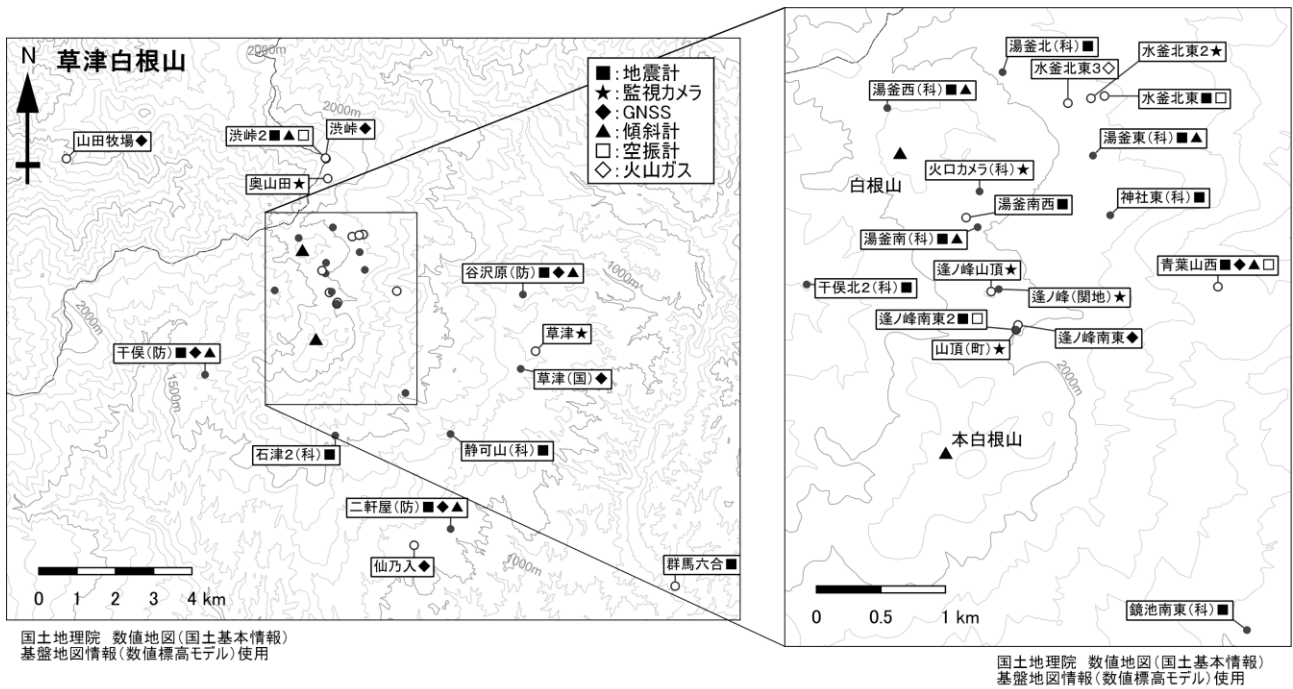 草津白根山
N
■:地震計
★:監視カメラ
◆:GNSS
▲:傾斜計
□:空振計
◇:火山ガス
2000m
2000m
山田牧場◆
渋峠2■▲□
渋峠◆
奥山田★
谷沢原(防)■◆▲
1000m
2000m
草津★
干俣(防)■◆▲
草津(国)◆
1500m
石津2(科)■
静可山(科)■
二軒屋(防)■◆▲
仙乃入◆
1000m
群馬六合■
0 1 2 3 4 km
国土地理院 数値地図(国土基本情報)
基盤地図情報(数値標高モデル)使用
湯釜北(科)■
水釜北東2★
水釜北東3◇
湯釜西(科)■▲
水釜北東■□
湯釜東(科)■▲
白根山
火口カメラ(科)★
神社東(科)■
湯釜南西■
湯釜南(科)■▲
逢ノ峰山頂★
青葉山西■◆▲□
干俣北2(科)■
逢ノ峰(関地)★
逢ノ峰南東2■□
逢ノ峰南東◆
山頂(町)★
2000m
本白根山
0 0.5 1 km
鏡池南東(科)■
国土地理院 数値地図(国土基本情報)
基盤地図情報(数値標高モデル)使用